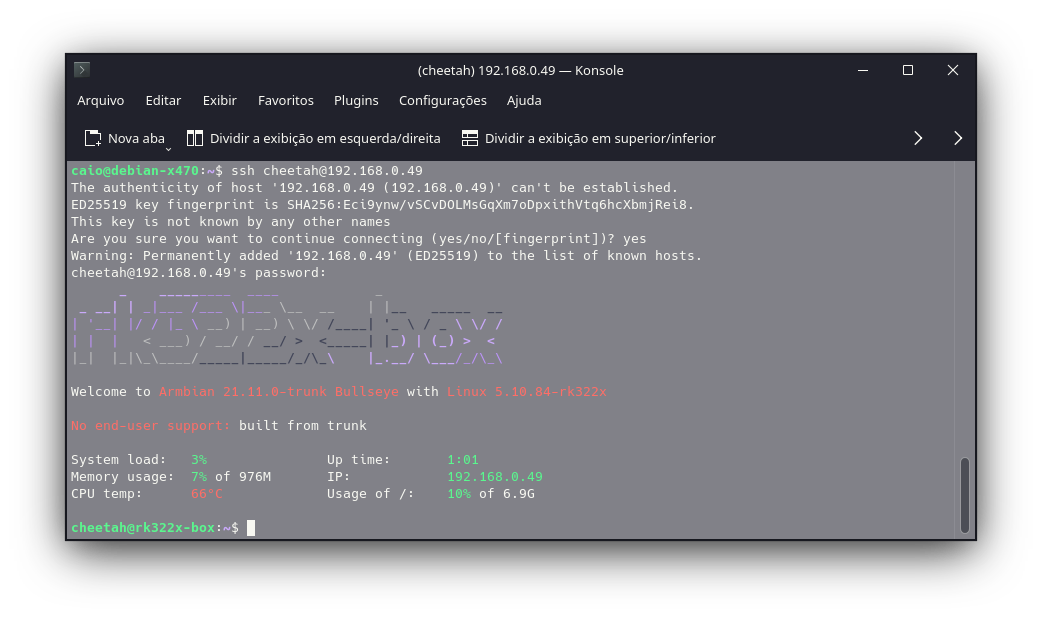 (cheetah) 192.168.0.49 — Konsole
Arquivo Editar Exibir Favoritos Plugins Configurações Ajuda
Nova aba Dividir a exibição em esquerda/direita Dividir a exibição em superior/inferior
caio@debian-x470:~$ ssh cheetah@192.168.0.49
The authenticity of host '192.168.0.49 (192.168.0.49)' can't be established.
ED25519 key fingerprint is SHA256:Eci9ynw/vSCvDOLMsGqXm7oDpxithVtq6hcXbmjRei8.
This key is not known by any other names
Are you sure you want to continue connecting (yes/no/[fingerprint])? yes
Warning: Permanently added '192.168.0.49' (ED25519) to the list of known hosts.
cheetah@192.168.0.49's password:
rk322x-box
Welcome to Armbian 21.11.0-trunk Bullseye with Linux 5.10.84-rk322x
No end-user support: built from trunk
System load: 3% Up time: 1:01
Memory usage: 7% of 976M IP: 192.168.0.49
CPU temp: 66°C Usage of /: 10% of 6.9G
cheetah@rk322x-box:~$